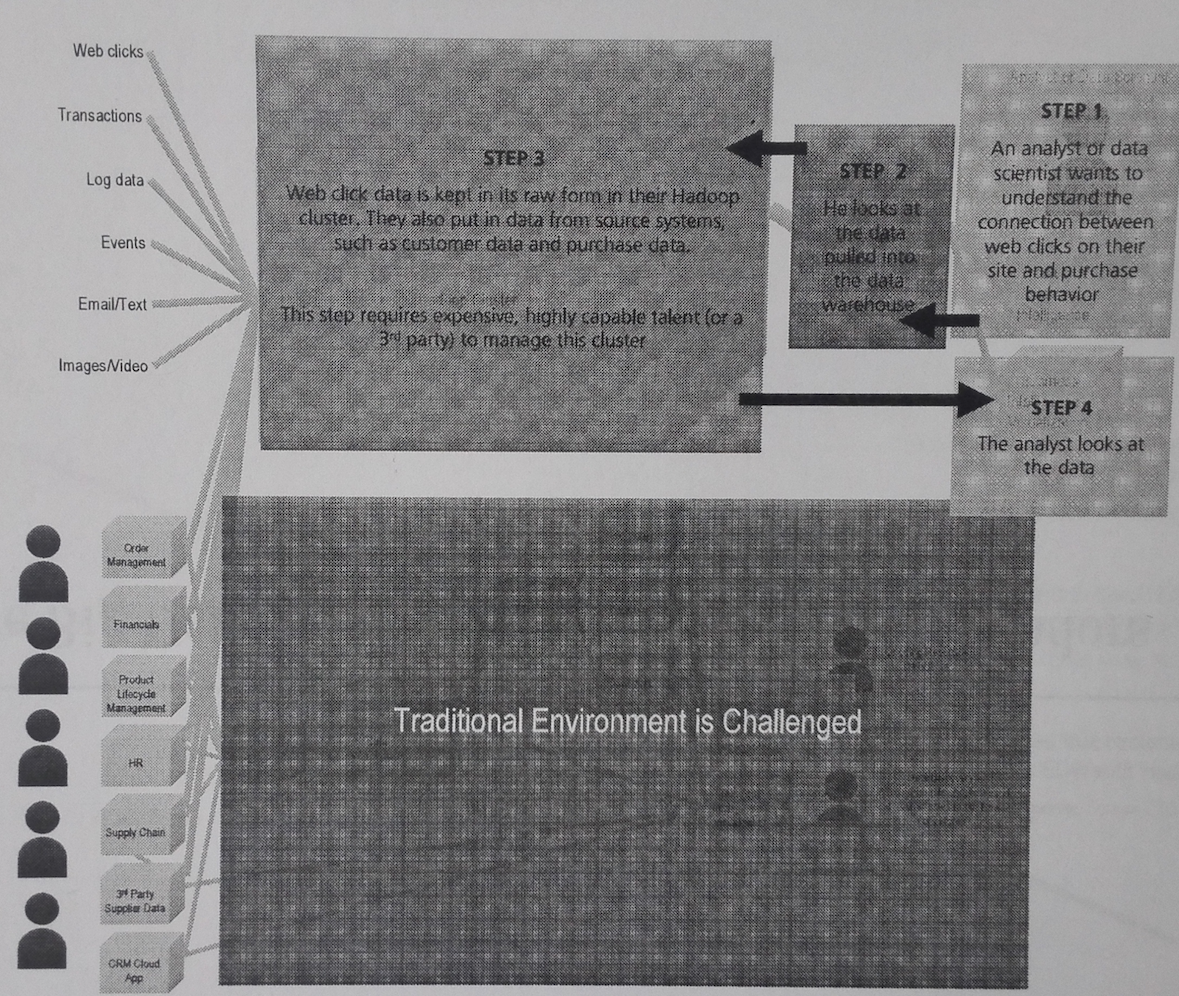 Web clicks
Transactions
Log data
Events
Email/Text
Images/Video
STEP 3
Web click data is kept in its raw form in their Hadoop
cluster. They also put in data from source systems,
such as customer data and purchase data.
This step requires expensive, highly capable talent (or a
3rd party) to manage this cluster
STEP 2
He looks at
the data
pulled into
the data
warehouse
STEP 1
An analyst or data
scientist wants to
understand the
connection between
web clicks on their
site and purchase
behavior
STEP 4
The analyst looks at
the data
Order
Management
Financials
Product
Lifecycle
Management
HR
Supply Chain
3rd Party
Supplier Data
CRM Cloud
App
Traditional Environment is Challenged